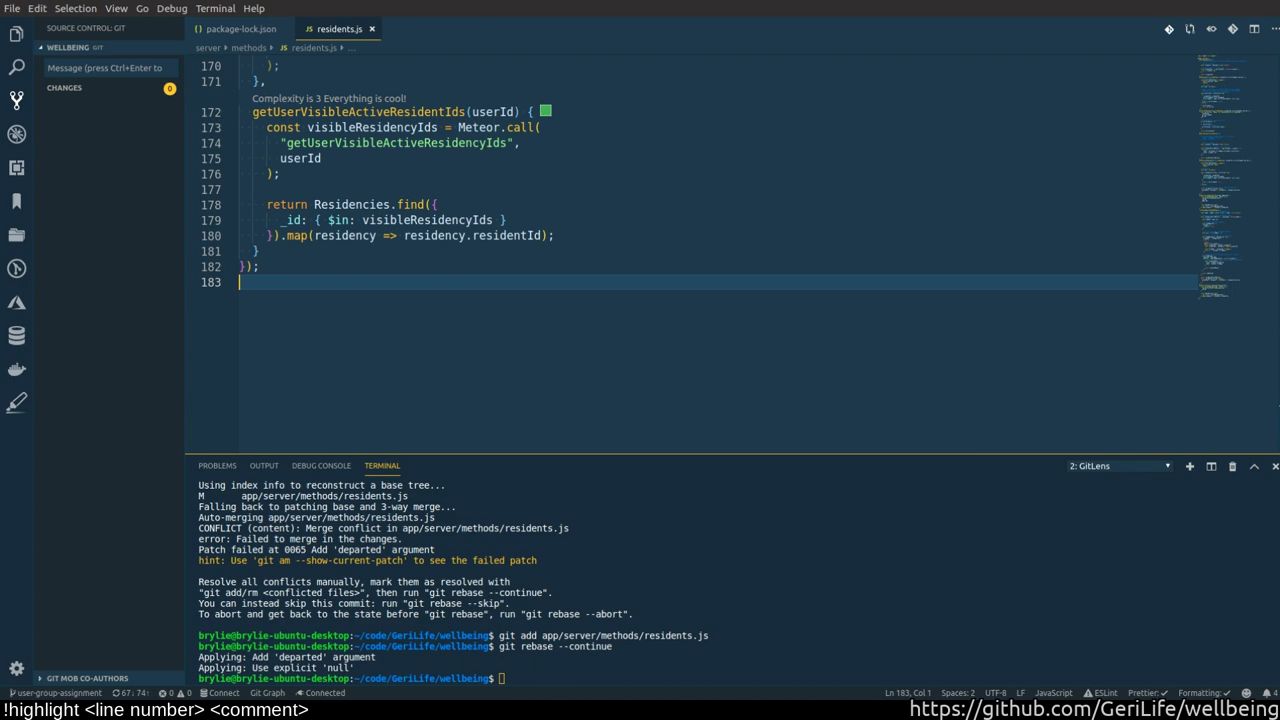 File Edit Selection View Go Debug Terminal Help
SOURCE CONTROL: GIT
WELLBEING GIT
Message (press Ctrl+Enter to
CHANGES
0
{ } package-lock.json
JS residents.js ×
server › methods › JS residents.js › ...
170 );
171 },
Complexity is 3 Everything is cool!
172 getUserVisibleActiveResidentIds(userId) {
173 const visibleResidencyIds = Meteor.call(
174 "getUserVisibleActiveResidencyIds",
175 userId
176 );
177
178 return Residencies.find({
179 _id: { $in: visibleResidencyIds }
180 }).map(residency => residency.residentId);
181 }
182 });
183
PROBLEMS OUTPUT DEBUG CONSOLE TERMINAL
2: GitLens
Using index info to reconstruct a base tree...
M app/server/methods/residents.js
Falling back to patching base and 3-way merge...
Auto-merging app/server/methods/residents.js
CONFLICT (content): Merge conflict in app/server/methods/residents.js
error: Failed to merge in the changes.
Patch failed at 0065 Add 'departed' argument
hint: Use 'git am --show-current-patch' to see the failed patch
Resolve all conflicts manually, mark them as resolved with
"git add/rm <conflicted files>", then run "git rebase --continue".
You can instead skip this commit: run "git rebase --skip".
To abort and get back to the state before "git rebase", run "git rebase --abort".
brylie@brylie-ubuntu-desktop:~/code/GeriLife/wellbeing$ git add app/server/methods/residents.js
brylie@brylie-ubuntu-desktop:~/code/GeriLife/wellbeing$ git rebase --continue
Applying: Add 'departed' argument
Applying: Use explicit 'null'
brylie@brylie-ubuntu-desktop:~/code/GeriLife/wellbeing$
GIT MOB CO-AUTHORS
user-group-assignment 67↓ 74↑ 0 0 Connect Git Graph Connected
Ln 183, Col 1 Spaces: 2 UTF-8 LF JavaScript ESLint Prettier: ✓ Formatting: ✓ 4
!highlight <line number> <comment>
https://github.com/GeriLife/wellbeing